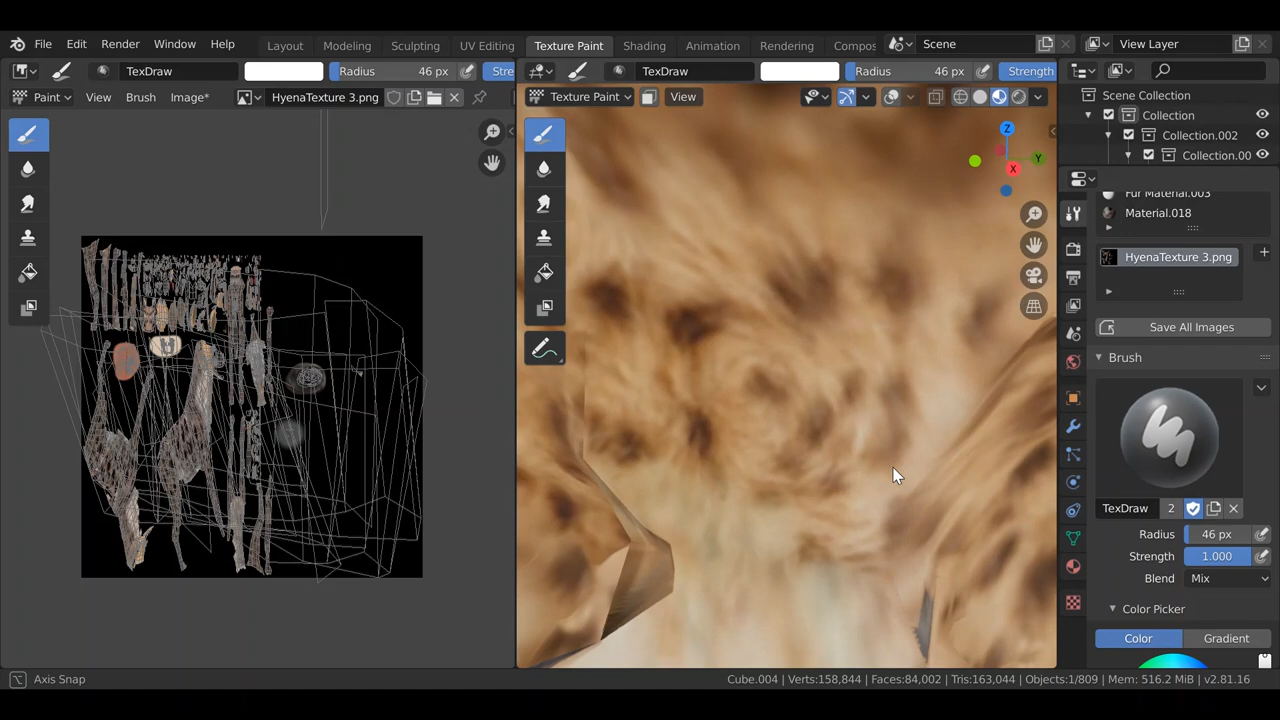 File Edit Render Window Help Layout Modeling Sculpting UV Editing Texture Paint Shading Animation Rendering Compos Scene View Layer
TexDraw Radius 46 px Stre TexDraw Radius 46 px Strength
Paint View Brush Image* HyenaTexture 3.png Texture Paint View
Scene Collection
Collection
Collection.002
Collection.00
Fur Material.003
Material.018
HyenaTexture 3.png
Save All Images
Brush
TexDraw 2
Radius 46 px
Strength 1.000
Blend Mix
Color Picker
Color Gradient
Z
Y
X
Axis Snap Cube.004 | Verts:158,844 | Faces:84,002 | Tris:163,044 | Objects:1/809 | Mem: 516.2 MiB | v2.81.16